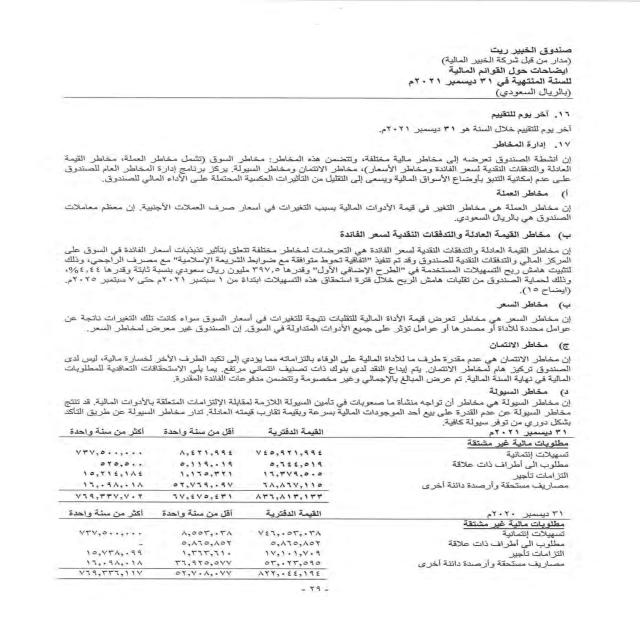 صندوق الخبير ريت
(مدار من قبل شركة الخبير المالية)
ايضاحات حول القوائم المالية
للسنة المنتهية في ٣١ ديسمبر ٢٠٢١م
(بالريال السعودي)
١٦. آخر يوم للتقييم
آخر يوم للتقييم خلال السنة هو ٣١ ديسمبر ٢٠٢١م.
١٧. إدارة المخاطر
إن أنشطة الصندوق تعرضه إلى مخاطر مالية مختلفة، وتتضمن هذه المخاطر: مخاطر السوق (تشمل مخاطر العملة، مخاطر القيمة
العادلة والتدفقات النقدية لسعر الفائدة ومخاطر الأسعار)، مخاطر الائتمان ومخاطر السيولة. يركز برنامج إدارة المخاطر العام للصندوق
على عدم إمكانية التنبؤ بأوضاع الأسواق المالية ويسعى إلى التقليل من التأثيرات العكسية المحتملة على الأداء المالي للصندوق.
أ) مخاطر العملة
إن مخاطر العملة هي مخاطر التغير في قيمة الأدوات المالية بسبب التغيرات في أسعار صرف العملات الأجنبية. إن معظم معاملات
الصندوق هي بالريال السعودي.
ب) مخاطر القيمة العادلة والتدفقات النقدية لسعر الفائدة
إن مخاطر القيمة العادلة والتدفقات النقدية لسعر الفائدة هي التعرضات لمخاطر مختلفة تتعلق بتأثير تذبذبات أسعار الفائدة في السوق على
المركز المالي والتدفقات النقدية للصندوق وقد تم تنفيذ "اتفاقية تحوط متوافقة مع ضوابط للشريعة الإسلامية" مع مصرف الراجحي، وذلك
لتثبيت هامش ربح التسهيلات المستخدمة في "الطرح الإضافي الأول" وقدرها ٣٩٧,٥ مليون ريال سعودي بنسبة ثابتة وقدرها ٤,٤٤%،
وذلك لحماية الصندوق من تقلبات هامش الربح خلال فترة استحقاق هذه التسهيلات ابتداة من ١ سبتمبر ٢٠٢١م حتى ٧ سبتمبر ٢٠٢٥م.
(ايضاح ١٥).
ب) مخاطر السعر
إن مخاطر السعر هي مخاطر تعرض قيمة الأداة المالية للتقلبات نتيجة للتغيرات في أسعار السوق سواء كانت تلك التغيرات ناتجة عن
عوامل محددة للأداة أو مصدرها أو عوامل تؤثر على جميع الأدوات المتداولة في السوق. إن الصندوق غير معرض لمخاطر السعر.
ج) مخاطر الائتمان
إن مخاطر الائتمان هي عدم مقدرة طرف ما للأداة المالية على الوفاء بالتزاماته مما يؤدي إلى تكبد الطرف الآخر لخسارة مالية، ليس لدى
الصندوق تركيز هام لمخاطر الائتمان. يتم إيداع النقد لدى بنوك ذات تصنيف ائتماني مرتفع. بما يلي الاستحقاقات التعاقدية للمطلوبات
المالية في نهاية السنة المالية. تم عرض المبالغ بالإجمالي وغير مخصومة وتتضمن مدفوعات الفائدة المقدرة.
د) مخاطر السيولة
إن مخاطر السيولة هي مخاطر أن تواجه منشأة ما صعوبات في تأمين السيولة اللازمة لمقابلة الإلتزامات المتعلقة بالأدوات المالية. قد تنتج
مخاطر السيولة عن عدم القدرة على بيع أحد الموجودات المالية بسرعة وبقيمة تقارب قيمته العادلة. تدار مخاطر السيولة عن طريق التأكد
بشكل دوري من توفر سيولة كافية.
٣١ ديسمبر ٢٠٢١م القيمة الدفترية أقل من سنة واحدة أكثر من سنة واحدة
مطلوبات مالية غير مشتقة
تسهيلات إئتمانية ٧٤٥,٩٢١,٩٩٤ ٨,٤٢١,٩٩٤ ٧٣٧,٥٠٠,٠٠٠
مطلوب الى أطراف ذات علاقة ٥,٦٤٤,٥١٩ ٥,١١٩,٠١٩ ٥٢٥,٥٠٠
التزامات تأجير ١٦,٣٧٩,٥٠٥ ١,١٦٥,٣٢١ ١٥,٢١٤,١٨٤
مصاريف مستحقة وأرصدة دائنة أخرى ٦٨,٨٦٧,١١٥ ٥٢,٧٦٩,٠٩٧ ١٦,٠٩٨,٠١٨
٨٣٦,٨١٣,١٣٣ ٦٧,٤٧٥,٤٣١ ٧٦٩,٣٣٧,٧٠٢
٣١ ديسمبر ٢٠٢٠م القيمة الدفترية أقل من سنة واحدة أكثر من سنة واحدة
مطلوبات مالية غير مشتقة
تسهيلات إئتمانية ٧٤٦,٠٥٣,٠٣٨ ٨,٥٥٣,٠٣٨ ٧٣٧,٥٠٠,٠٠٠
مطلوب الى أطراف ذات علاقة ٥,٨٦٥,٨٥٢ ٥,٨٦٥,٨٥٢ -
التزامات تأجير ١٧,١٠١,٧٠٩ ١,٣٦٣,٦١٠ ١٥,٧٣٨,٠٩٩
مصاريف مستحقة وأرصدة دائنة أخرى ٥٣,٠٢٣,٥٩٥ ٣٦,٩٢٥,٥٧٧ ١٦,٠٩٨,٠١٨
٨٢٢,٠٤٤,١٩٤ ٥٢,٧٠٨,٠٧٧ ٧٦٩,٣٣٦,١١٧
- ٢٩ -